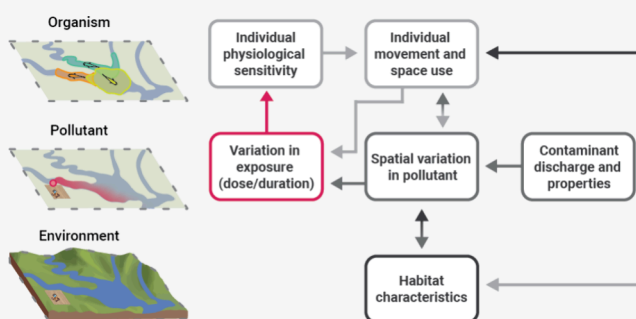 Organism
Individual
physiological
sensitivity
Individual
movement and
space use
Pollutant
Variation in
exposure
(dose/duration)
Spatial variation
in pollutant
Contaminant
discharge and
properties
Environment
Habitat
characteristics